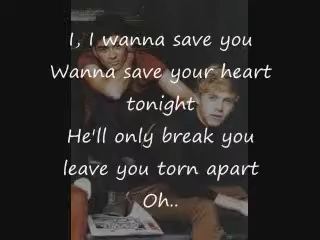 I, I wanna save you
Wanna save your heart
tonight
He'll only break you
leave you torn apart
Oh..